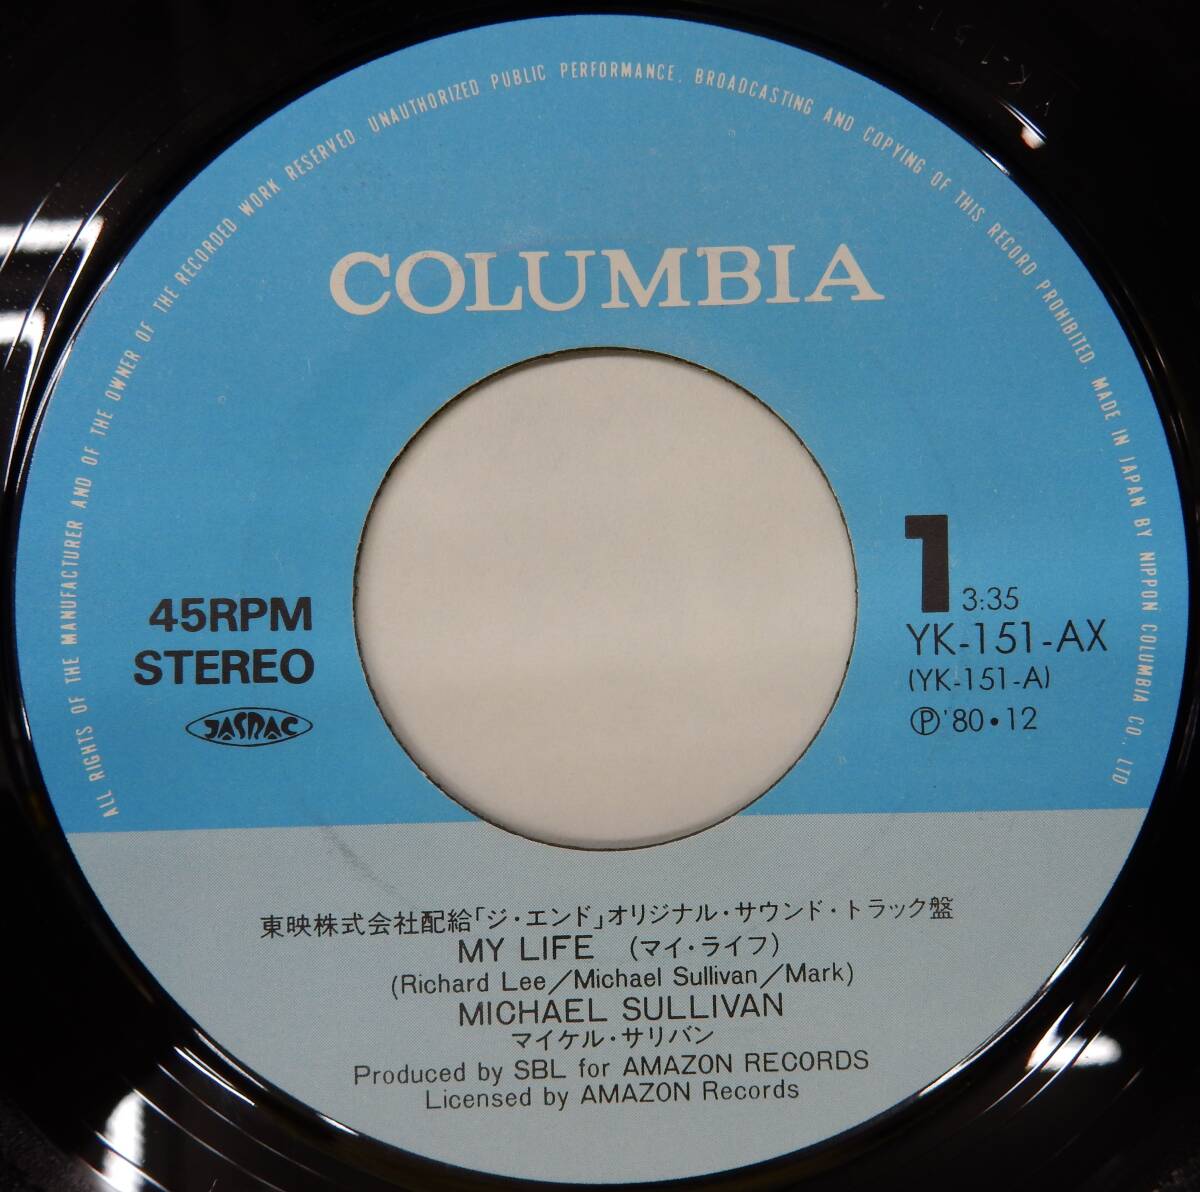 ALL RIGHTS OF THE MANUFACTURER AND OF THE OWNER OF THE RECORDED WORK RESERVED. UNAUTHORIZED PUBLIC PERFORMANCE, BROADCASTING AND COPYING OF THIS RECORD PROHIBITED. MADE IN JAPAN BY NIPPON COLUMBIA CO., LTD
COLUMBIA
45RPM
STEREO
JASRAC
1 3:35
YK-151-AX
(YK-151-A)
Ⓟ'80・12
東映株式会社配給「ジ・エンド」オリジナル・サウンド・トラック盤
MY LIFE (マイ・ライフ)
(Richard Lee/Michael Sullivan/Mark)
MICHAEL SULLIVAN
マイケル・サリバン
Produced by SBL for AMAZON RECORDS
Licensed by AMAZON Records